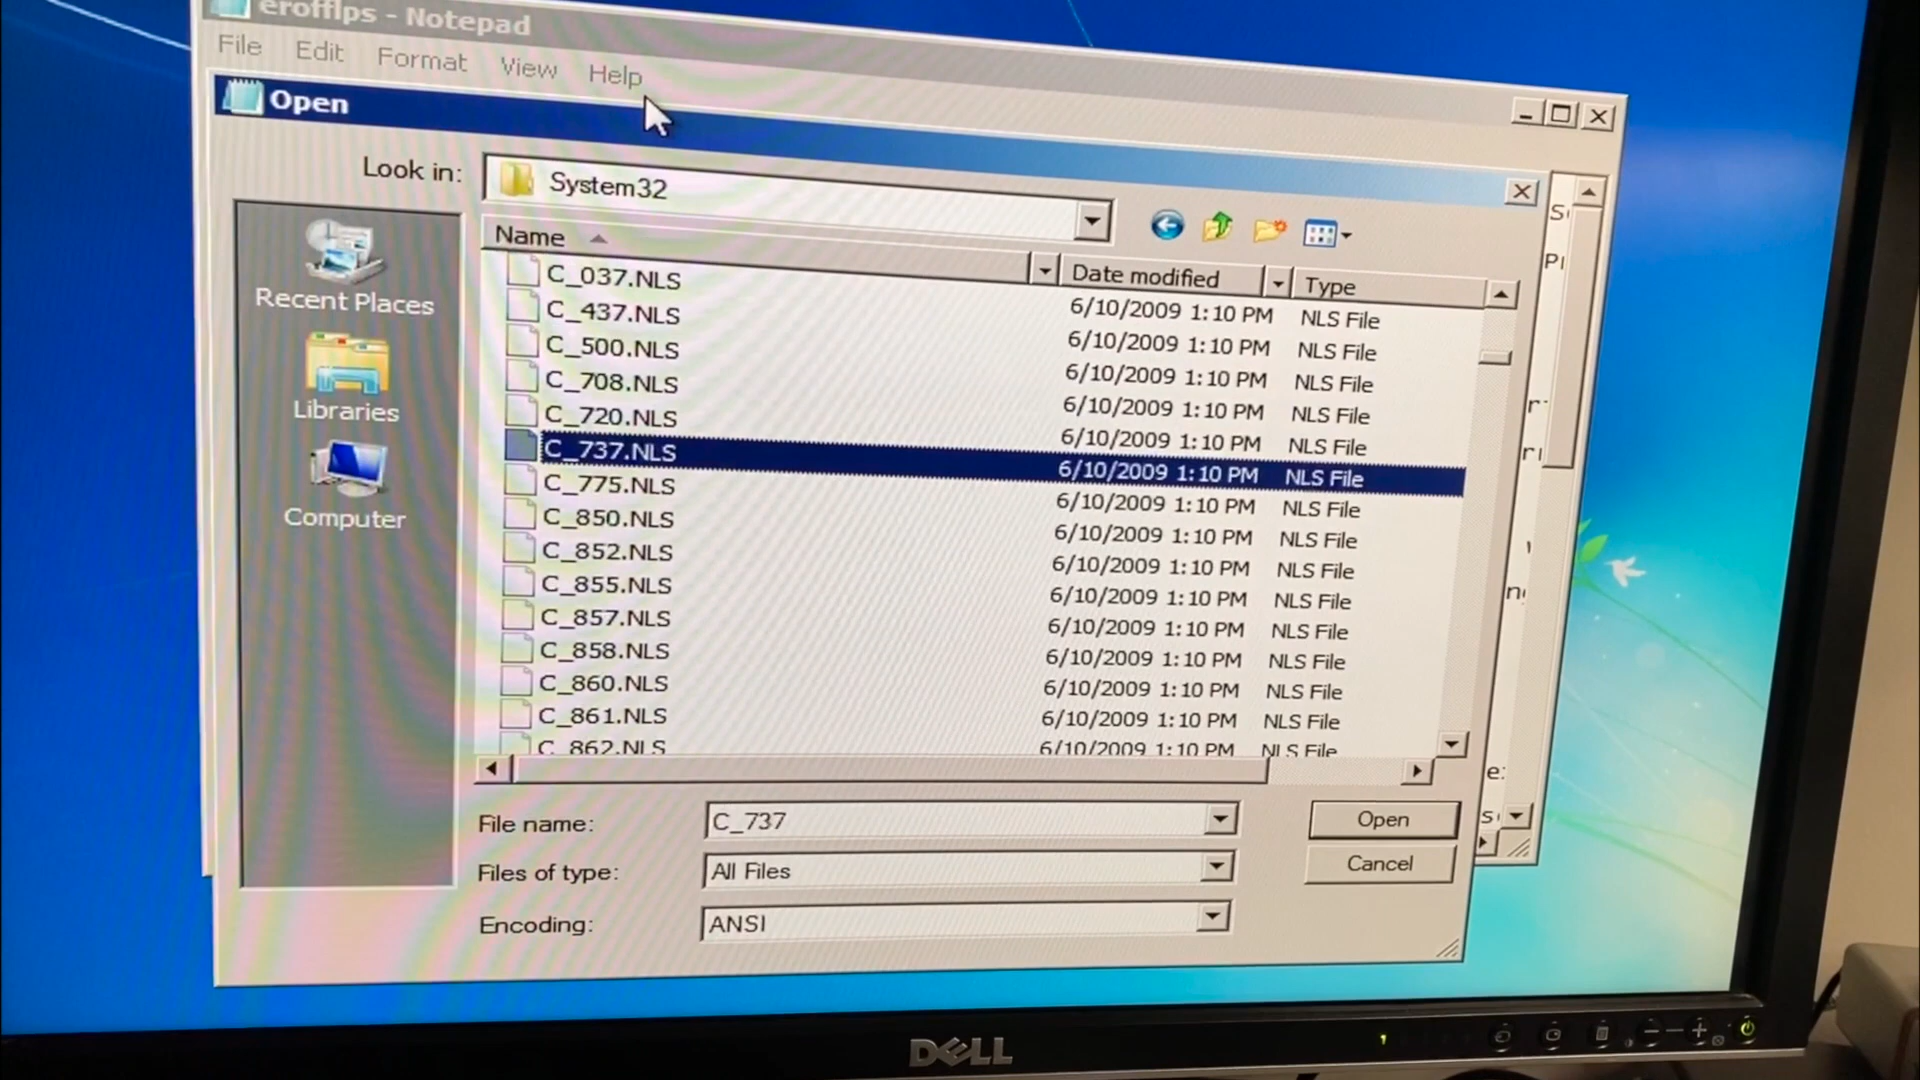 erofflps - Notepad
File Edit Format View Help
Open
Look in: System32
Recent Places
Libraries
Computer
Name Date modified Type
C_037.NLS 6/10/2009 1:10 PM NLS File
C_437.NLS 6/10/2009 1:10 PM NLS File
C_500.NLS 6/10/2009 1:10 PM NLS File
C_708.NLS 6/10/2009 1:10 PM NLS File
C_720.NLS 6/10/2009 1:10 PM NLS File
C_737.NLS 6/10/2009 1:10 PM NLS File
C_775.NLS 6/10/2009 1:10 PM NLS File
C_850.NLS 6/10/2009 1:10 PM NLS File
C_852.NLS 6/10/2009 1:10 PM NLS File
C_855.NLS 6/10/2009 1:10 PM NLS File
C_857.NLS 6/10/2009 1:10 PM NLS File
C_858.NLS 6/10/2009 1:10 PM NLS File
C_860.NLS 6/10/2009 1:10 PM NLS File
C_861.NLS 6/10/2009 1:10 PM NLS File
C_862.NLS 6/10/2009 1:10 PM NLS File
File name: C_737 Open
Files of type: All Files Cancel
Encoding: ANSI
DELL